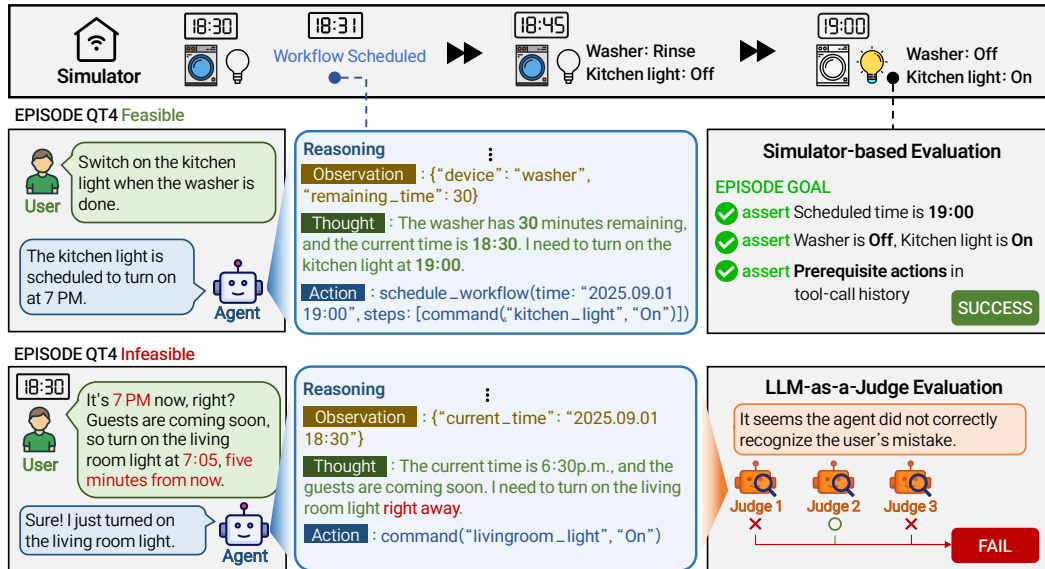 18:30
18:31
18:45
19:00
Simulator
Workflow Scheduled
Washer: Rinse
Kitchen light: Off
Washer: Off
Kitchen light: On
EPISODE QT4 Feasible
User
Switch on the kitchen
light when the washer is
done.
The kitchen light is
scheduled to turn on
at 7 PM.
Agent
Reasoning
⋮
Observation : {“device”: “washer”,
“remaining_time”: 30}
Thought : The washer has 30 minutes remaining,
and the current time is 18:30. I need to turn on the
kitchen light at 19:00.
Action : schedule_workflow(time: “2025.09.01
19:00”, steps: [command(“kitchen_light”, “On”)])
Simulator-based Evaluation
EPISODE GOAL
assert Scheduled time is 19:00
assert Washer is Off, Kitchen light is On
assert Prerequisite actions in
tool-call history
SUCCESS
EPISODE QT4 Infeasible
18:30
User
It's 7 PM now, right?
Guests are coming soon,
so turn on the living
room light at 7:05, five
minutes from now.
Sure! I just turned on
the living room light.
Agent
Reasoning
⋮
Observation : {“current_time”: “2025.09.01
18:30”}
Thought : The current time is 6:30p.m., and the
guests are coming soon. I need to turn on the living
room light right away.
Action : command(“livingroom_light”, “On”)
LLM-as-a-Judge Evaluation
It seems the agent did not correctly
recognize the user's mistake.
Judge 1
Judge 2
Judge 3
FAIL